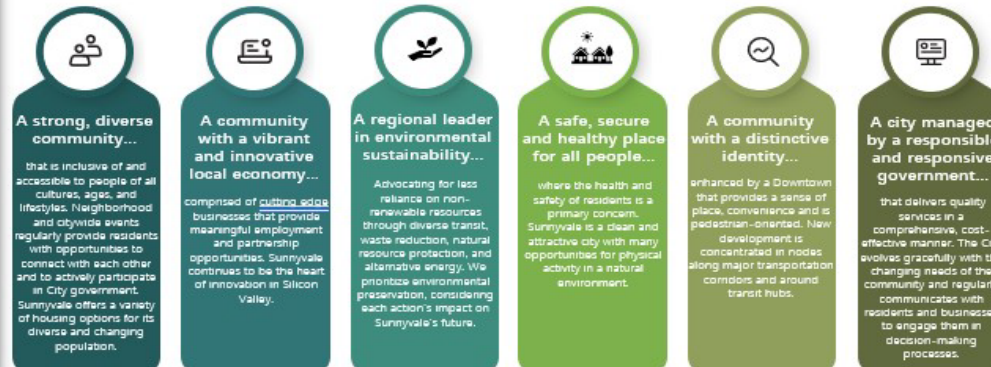 A strong, diverse
community...
that is inclusive of and
accessible to people of all
cultures, ages, and
lifestyles. Neighborhood
and citywide events
regularly provide residents
with opportunities to
connect with each other
and to actively participate
in City government.
Sunnyvale offers a variety
of housing options for its
diverse and changing
population.
A community
with a vibrant
and innovative
local economy...
comprised of cutting edge
businesses that provide
meaningful employment
and partnership
opportunities. Sunnyvale
continues to be the heart
of innovation in Silicon
Valley.
A regional leader
in environmental
sustainability...
Advocating for less
reliance on non-
renewable resources
through diverse transit,
waste reduction, natural
resource protection, and
alternative energy. We
prioritize environmental
preservation, considering
each action's impact on
Sunnyvale's future.
A safe, secure
and healthy place
for all people...
where the health and
safety of residents is a
primary concern.
Sunnyvale is a clean and
attractive city with many
opportunities for physical
activity in a natural
environment.
A community
with a distinctive
identity...
enhanced by a Downtown
that provides a sense of
place, convenience and is
pedestrian-oriented. New
development is
concentrated in nodes
along major transportation
corridors and around
transit hubs.
A city managed
by a responsible
and responsive
government...
that delivers quality
services in a
comprehensive, cost-
effective manner. The
evolves gracefully with
changing needs of the
community and
communicates with
residents and
to engage them in
decision-making
processes.